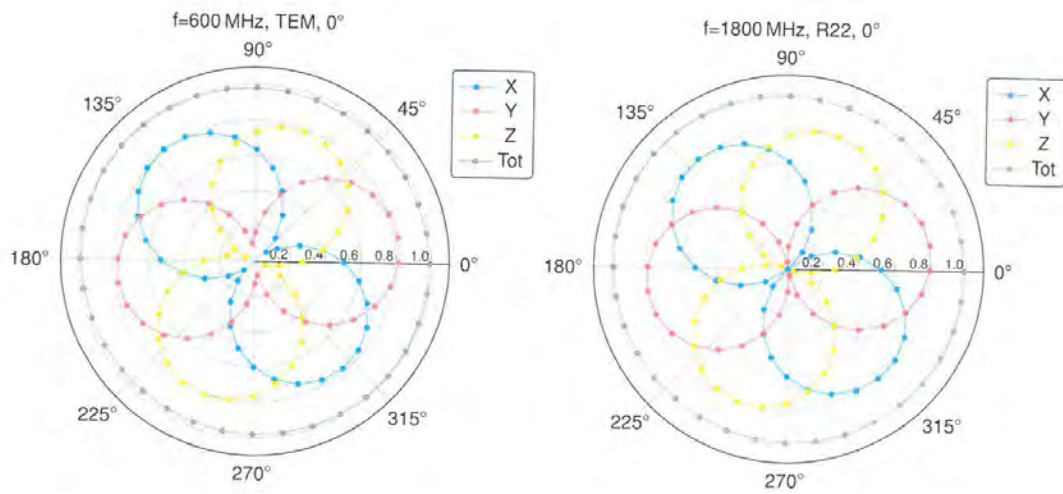 f=600 MHz, TEM, 0°
90°
135°
45°
180°
0.2 0.4 0.6 0.8 1.0
0°
225°
315°
270°
X
Y
Z
Tot
f=1800 MHz, R22, 0°
90°
135°
45°
180°
0.2 0.4 0.6 0.8 1.0
0°
225°
315°
270°
X
Y
Z
Tot